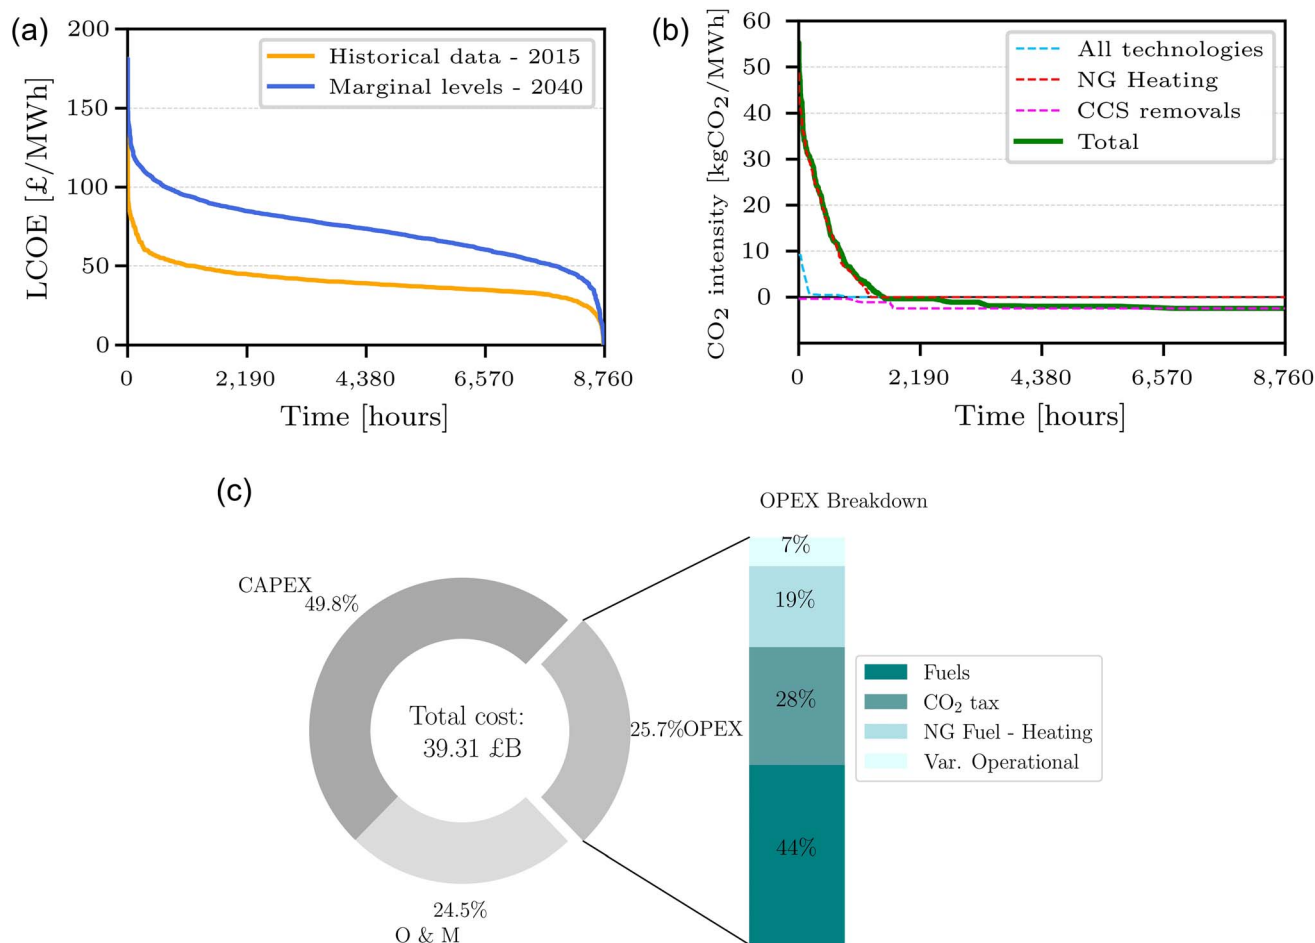 (a)
200
150
100
50
0
LCOE [£/MWh]
Historical data - 2015
Marginal levels - 2040
0 2,190 4,380 6,570 8,760
Time [hours]
(b)
60
50
40
30
20
10
0
CO₂ intensity [kgCO₂/MWh]
All technologies
NG Heating
CCS removals
Total
0 2,190 4,380 6,570 8,760
Time [hours]
(c)
CAPEX
49.8%
Total cost:
39.31 £B
25.7%OPEX
24.5%
O & M
OPEX Breakdown
7%
19%
28%
44%
Fuels
CO₂ tax
NG Fuel - Heating
Var. Operational